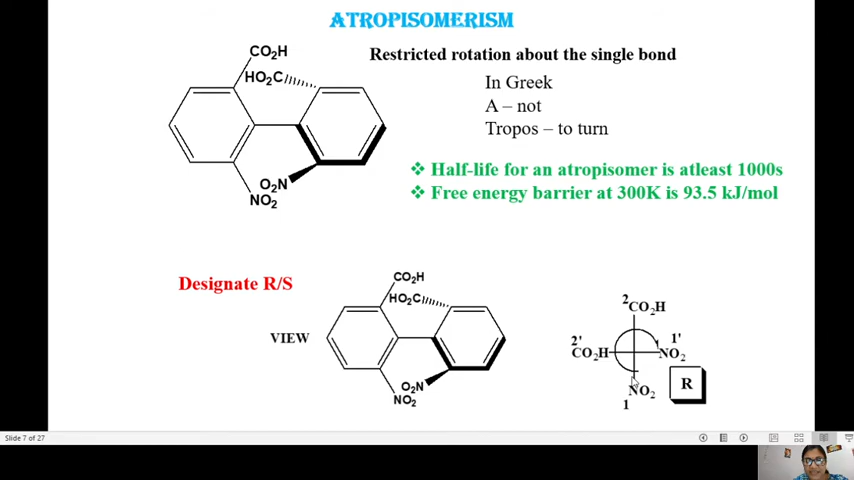 ATROPISOMERISM
CO₂H
HO₂C
O₂N
NO₂
Restricted rotation about the single bond
In Greek
A – not
Tropos – to turn
❖ Half-life for an atropisomer is atleast 1000s
❖ Free energy barrier at 300K is 93.5 kJ/mol
Designate R/S
VIEW
CO₂H
HO₂C
O₂N
NO₂
2
CO₂H
2'
CO₂H
1'
NO₂
NO₂
1
R
Slide 7 of 27